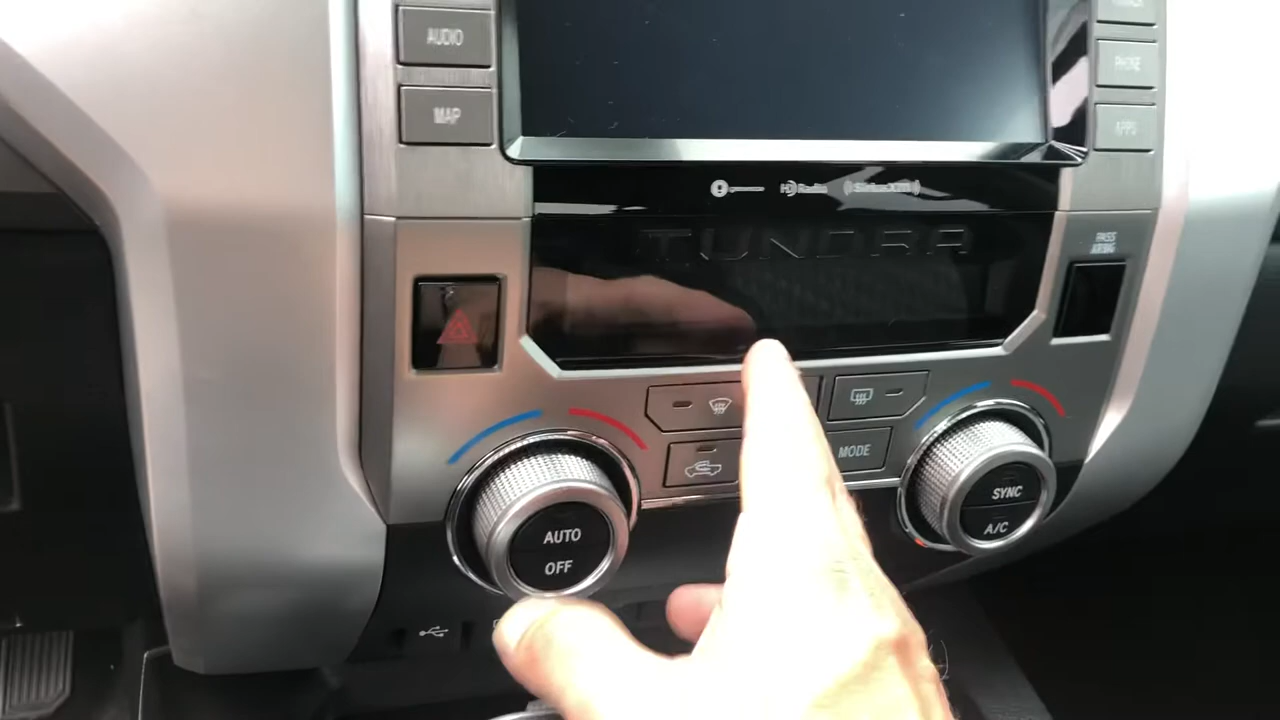 AUDIO
MAP
PHONE
APPS
HD Radio
SiriusXM
TUNDRA
PASS
AIRBAG
MODE
AUTO
OFF
SYNC
A/C